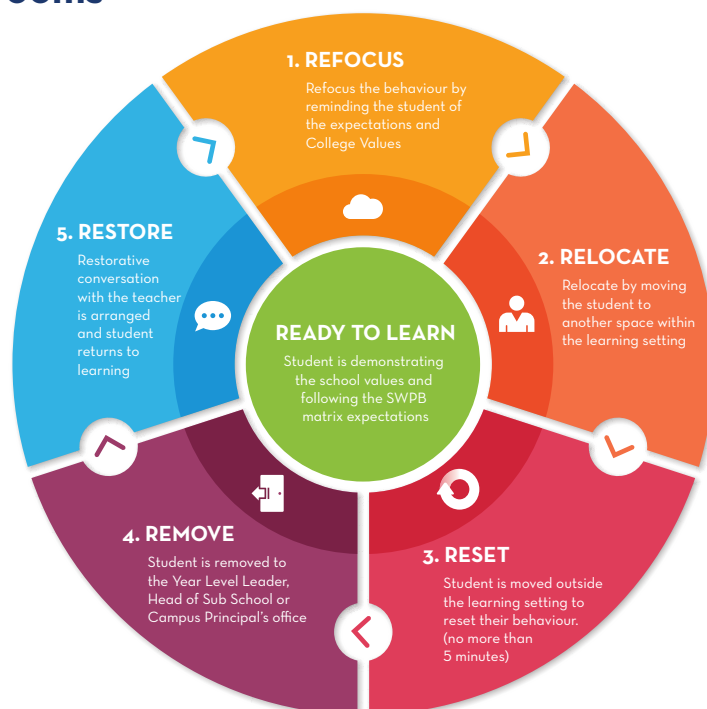 1. REFOCUS
Refocus the behaviour by
reminding the student of
the expectations and
College Values
2. RELOCATE
Relocate by moving
the student to
another space within
the learning setting
3. RESET
Student is moved outside
the learning setting to
reset their behaviour.
(no more than
5 minutes)
4. REMOVE
Student is removed to
the Year Level Leader,
Head of Sub School or
Campus Principal's office
5. RESTORE
Restorative
conversation
with the teacher
is arranged
and student
returns to
learning
READY TO LEARN
Student is demonstrating
the school values and
following the SWPB
matrix expectations